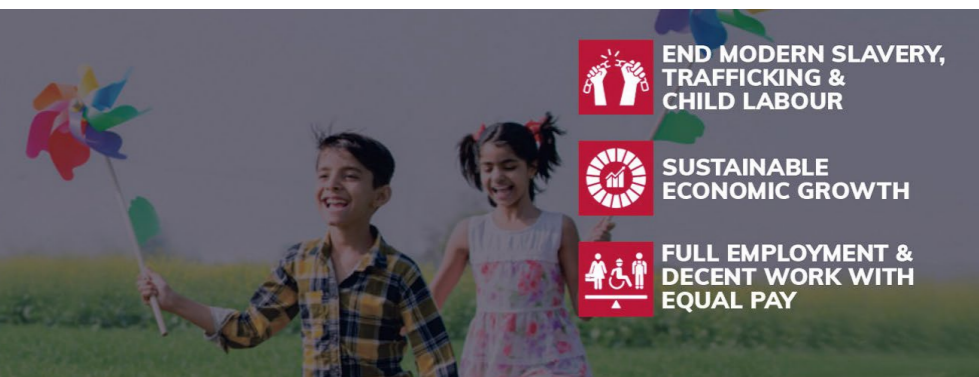 END MODERN SLAVERY,
TRAFFICKING &
CHILD LABOUR
SUSTAINABLE
ECONOMIC GROWTH
FULL EMPLOYMENT &
DECENT WORK WITH
EQUAL PAY